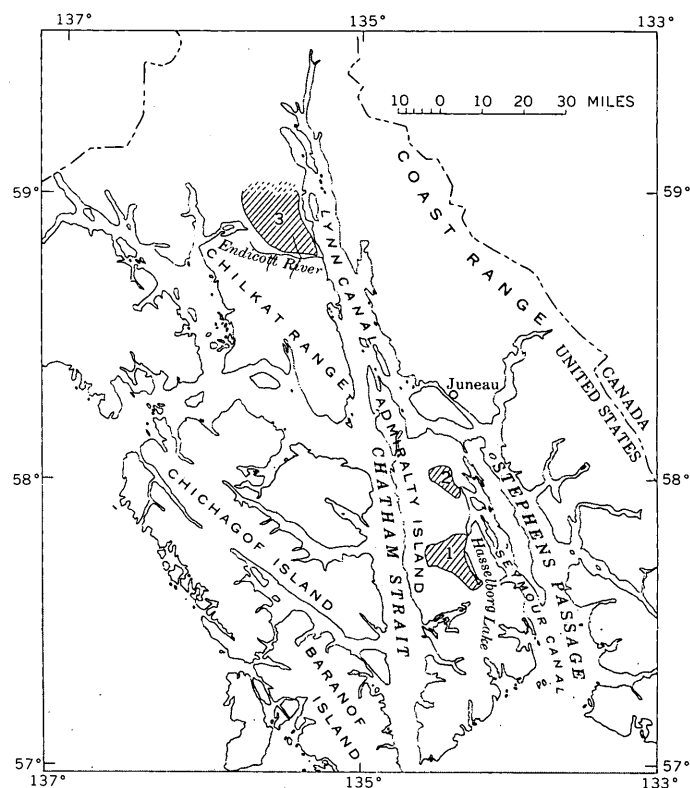 137°
135°
133°
10 0 10 20 30 MILES
59°
59°
COAST RANGE
3
LYNN CANAL
Endicott River
CHILKAT RANGE
CANADA
UNITED STATES
Juneau
58°
58°
ADMIRALTY ISLAND
CHATHAM STRAIT
2
STEPHENS PASSAGE
CHICHAGOF ISLAND
1
Hasselborg Lake
SEYMOUR CANAL
BARANOF
ISLAND
57°
57°
137°
135°
133°